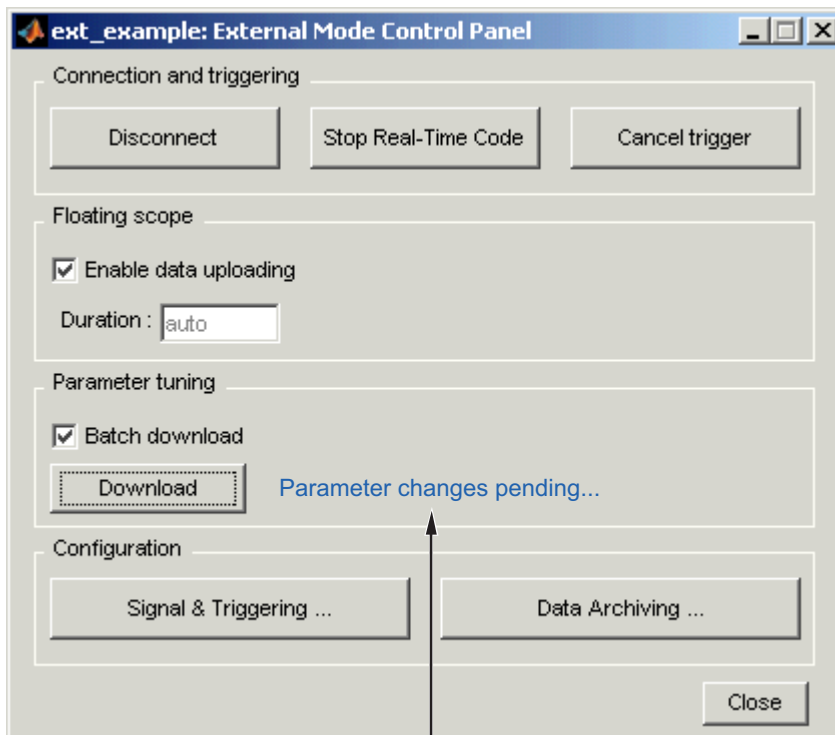 ext_example: External Mode Control Panel
Connection and triggering
Disconnect
Stop Real-Time Code
Cancel trigger
Floating scope
Enable data uploading
Duration : auto
Parameter tuning
Batch download
Download Parameter changes pending...
Configuration
Signal & Triggering ...
Data Archiving ...
Close